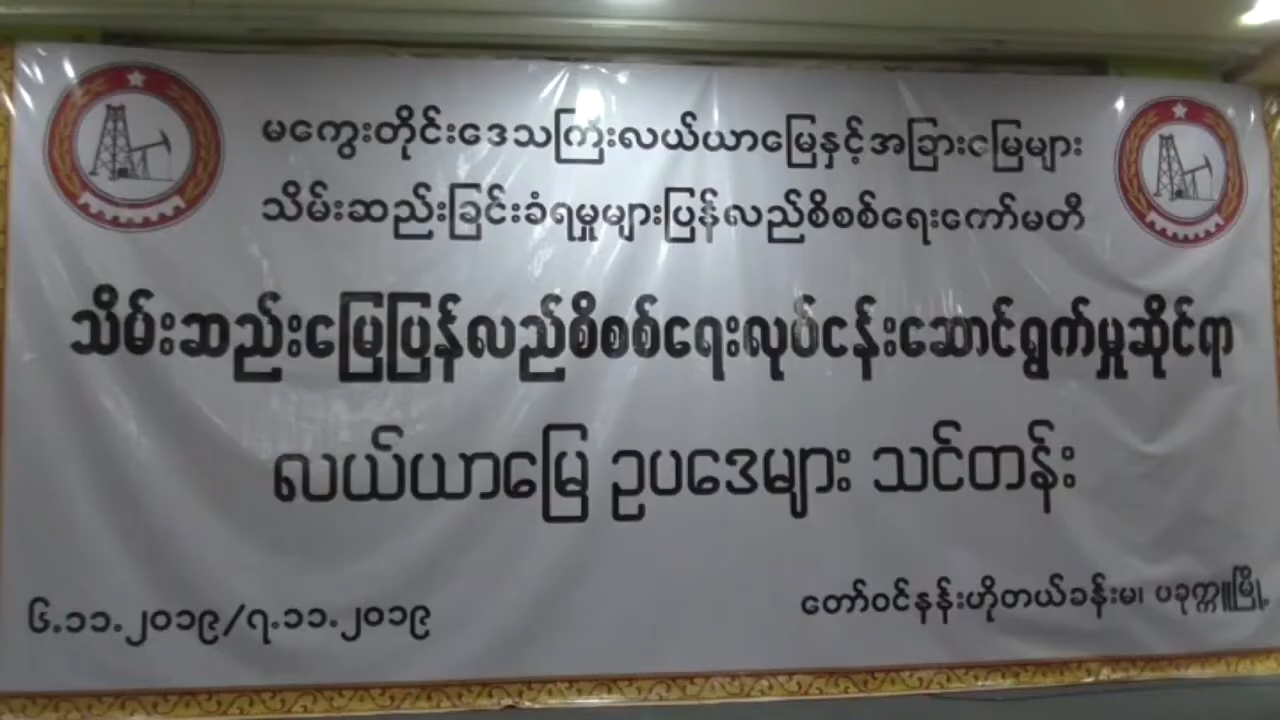 မကွေးတိုင်းဒေသကြီးလယ်ယာမြေနှင့်အခြားမြေများ
သိမ်းဆည်းခြင်းခံရမှုများပြန်လည်စိစစ်ရေးကော်မတီ
သိမ်းဆည်းမြေပြန်လည်စိစစ်ရေးလုပ်ငန်းဆောင်ရွက်မှုဆိုင်ရာ
လယ်ယာမြေ ဥပဒေများ သင်တန်း
၆.၁၁.၂၀၁၉/၇.၁၁.၂၀၁၉
တော်ဝင်နန်းဟိုတယ်ခန်းမ၊ ပခုက္ကူမြို့